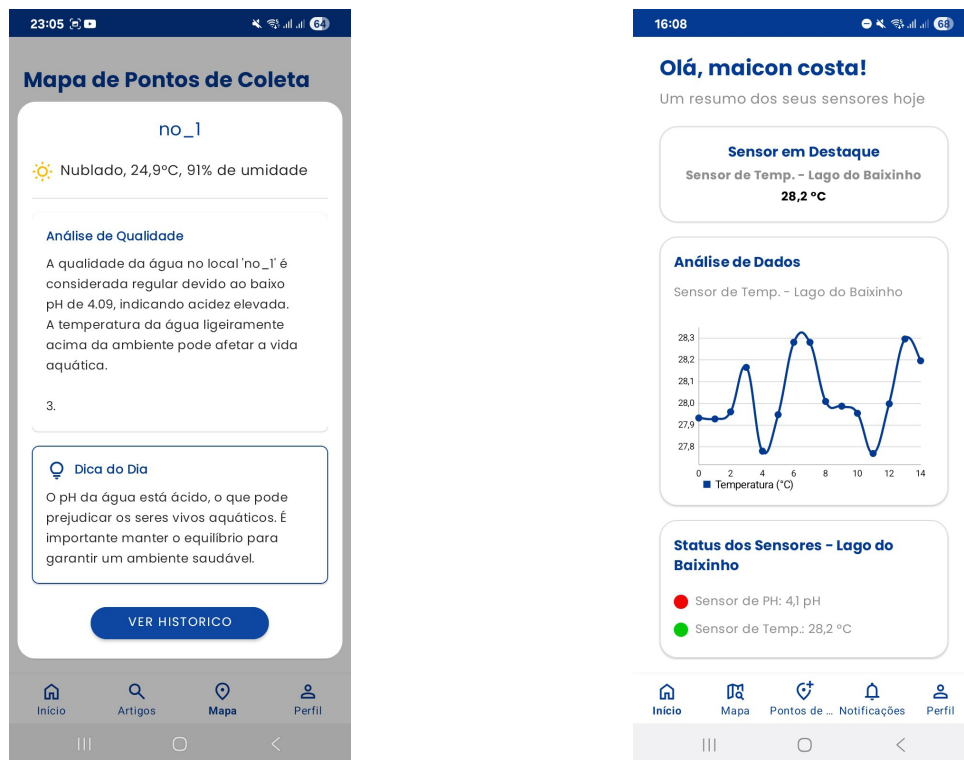 23:05
64
Mapa de Pontos de Coleta
no_1
Nublado, 24,9°C, 91% de umidade
Análise de Qualidade
A qualidade da água no local 'no_1' é
considerada regular devido ao baixo
pH de 4.09, indicando acidez elevada.
A temperatura da água ligeiramente
acima da ambiente pode afetar a vida
aquática.
3.
Dica do Dia
O pH da água está ácido, o que pode
prejudicar os seres vivos aquáticos. É
importante manter o equilíbrio para
garantir um ambiente saudável.
VER HISTORICO
Início Artigos Mapa Perfil
16:08
68
Olá, maicon costa!
Um resumo dos seus sensores hoje
Sensor em Destaque
Sensor de Temp. - Lago do Baixinho
28,2 °C
Análise de Dados
Sensor de Temp. - Lago do Baixinho
28,3
28,2
28,1
28,0
27,9
27,8
0 2 4 6 8 10 12 14
Temperatura (°C)
Status dos Sensores - Lago do
Baixinho
Sensor de PH: 4,1 pH
Sensor de Temp.: 28,2 °C
Início Mapa Pontos de ... Notificações Perfil